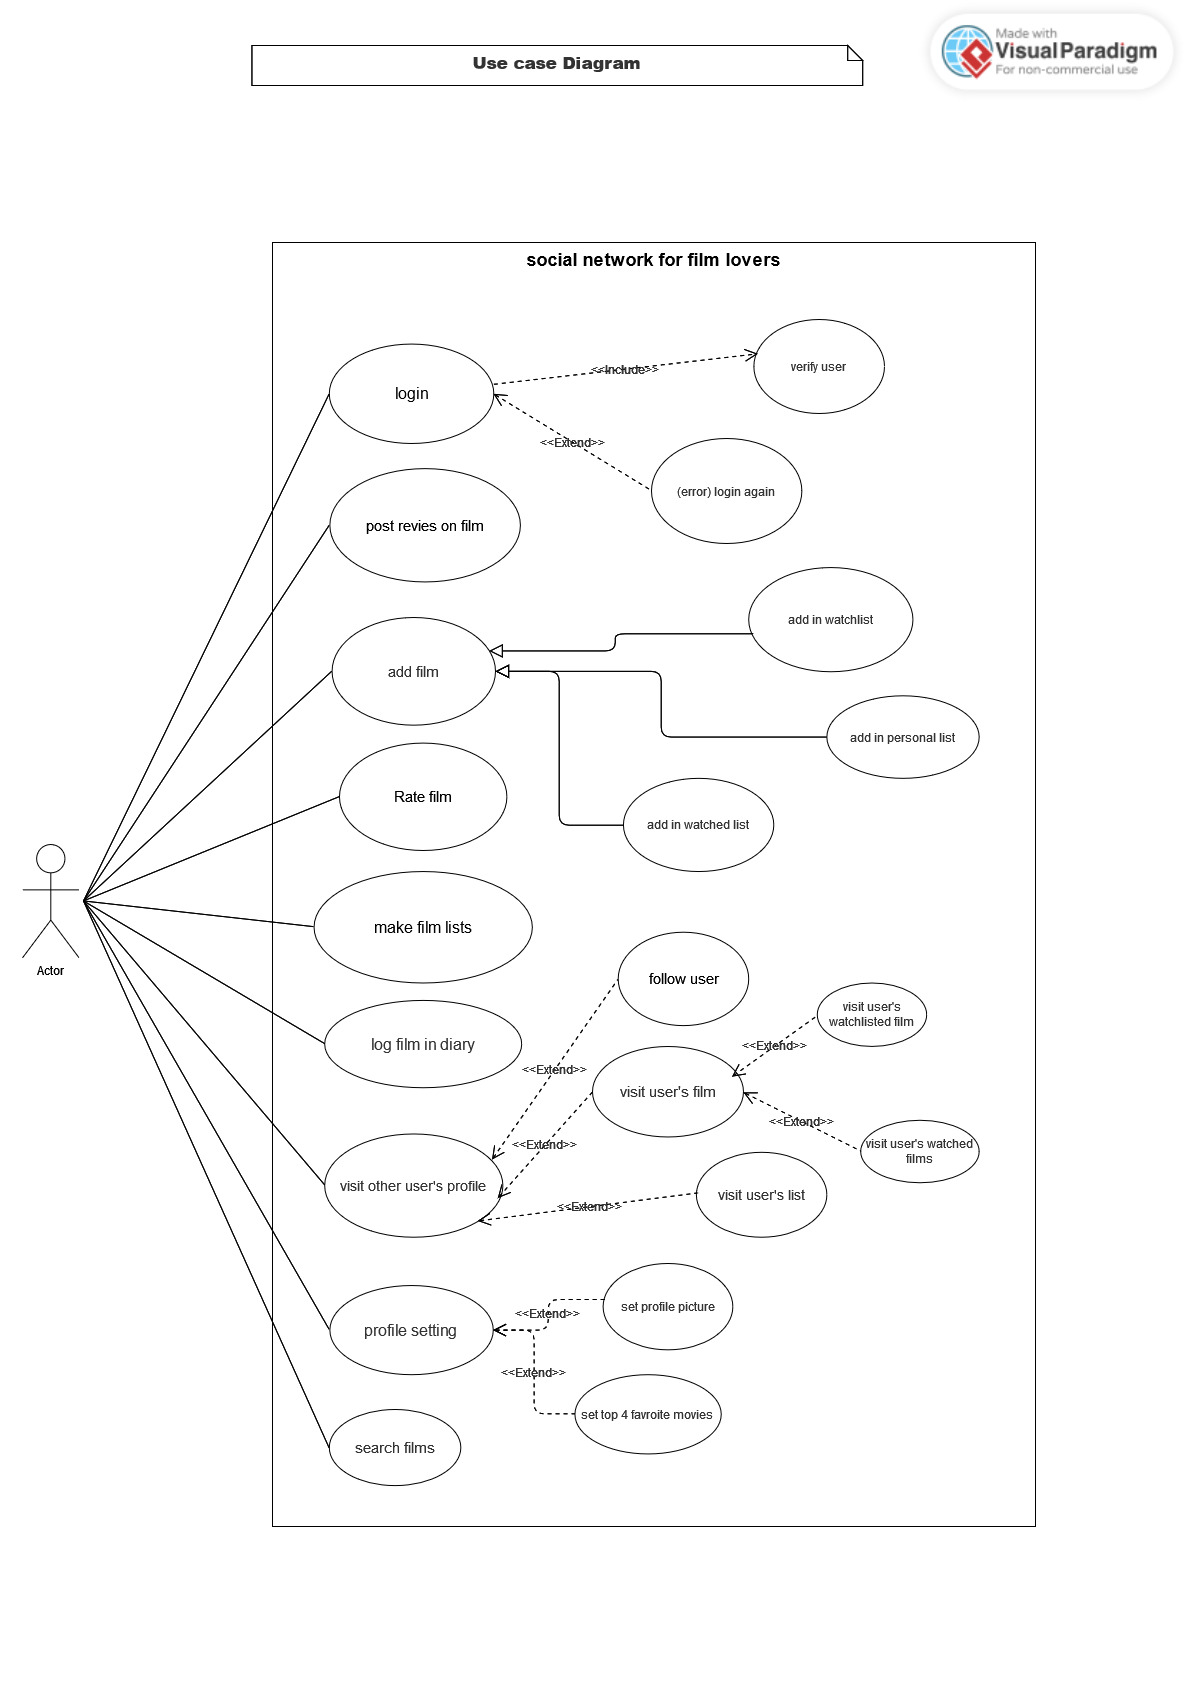 Made with
Visual Paradigm
For non-commercial use
Use case Diagram
social network for film lovers
login
<<Include>>
verify user
<<Extend>>
(error) login again
post revies on film
add film
add in watchlist
add in personal list
Rate film
add in watched list
Actor
make film lists
follow user
log film in diary
visit user's
watchlisted film
<<Extend>>
<<Extend>>
visit user's film
<<Extend>>
<<Extend>>
visit user's watched
films
visit other user's profile
visit user's list
<<Extend>>
profile setting
<<Extend>>
set profile picture
<<Extend>>
set top 4 favroite movies
search films